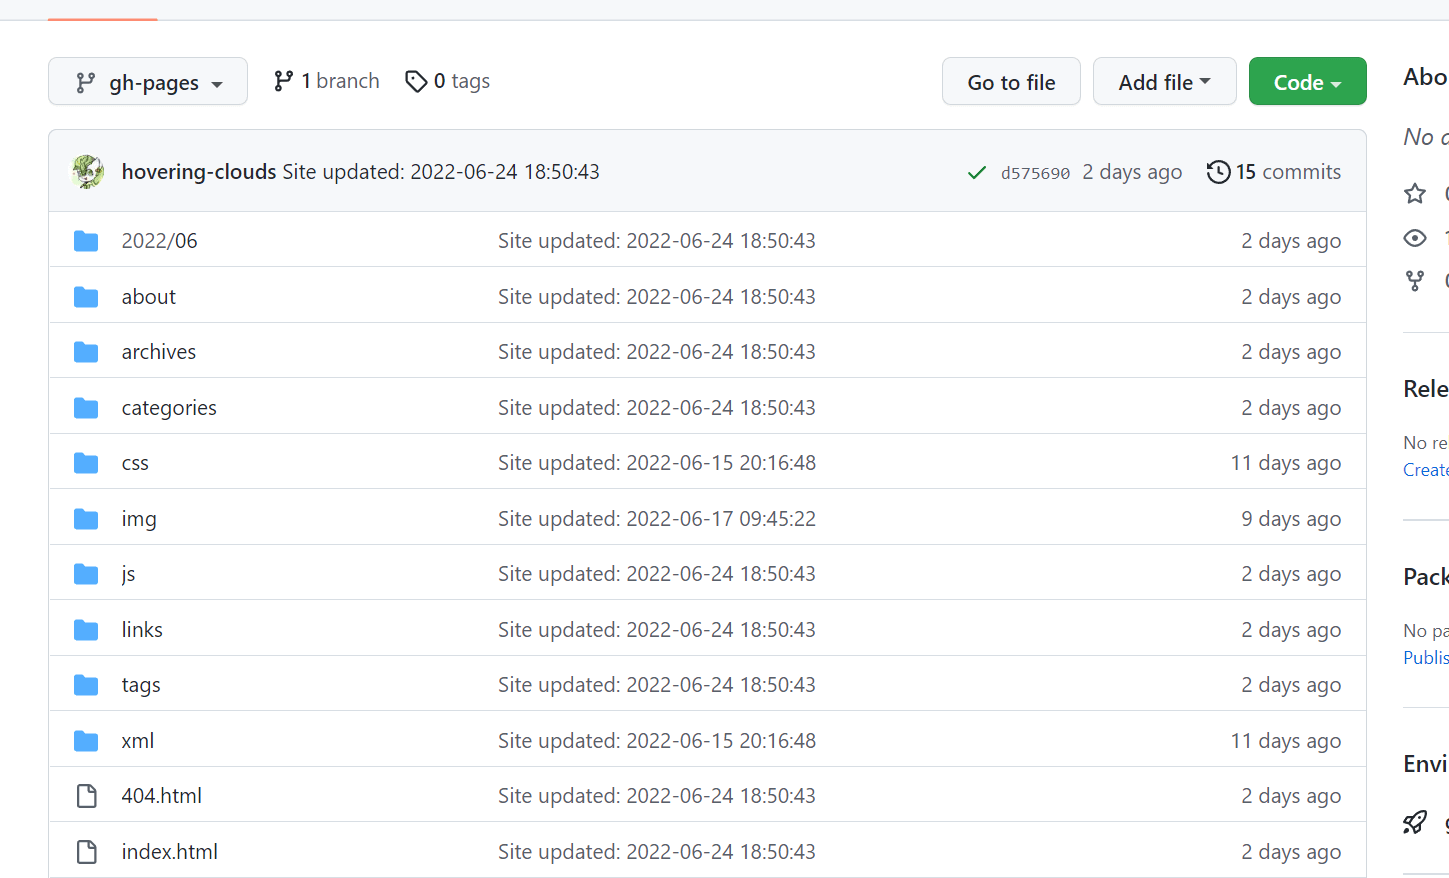 gh-pages 1 branch 0 tags Go to file Add file Code
hovering-clouds Site updated: 2022-06-24 18:50:43 d575690 2 days ago 15 commits
2022/06 Site updated: 2022-06-24 18:50:43 2 days ago
about Site updated: 2022-06-24 18:50:43 2 days ago
archives Site updated: 2022-06-24 18:50:43 2 days ago
categories Site updated: 2022-06-24 18:50:43 2 days ago
css Site updated: 2022-06-15 20:16:48 11 days ago
img Site updated: 2022-06-17 09:45:22 9 days ago
js Site updated: 2022-06-24 18:50:43 2 days ago
links Site updated: 2022-06-24 18:50:43 2 days ago
tags Site updated: 2022-06-24 18:50:43 2 days ago
xml Site updated: 2022-06-15 20:16:48 11 days ago
404.html Site updated: 2022-06-24 18:50:43 2 days ago
index.html Site updated: 2022-06-24 18:50:43 2 days ago
Abo
No
Rele
No re
Create
Pack
No pa
Publis
Envi